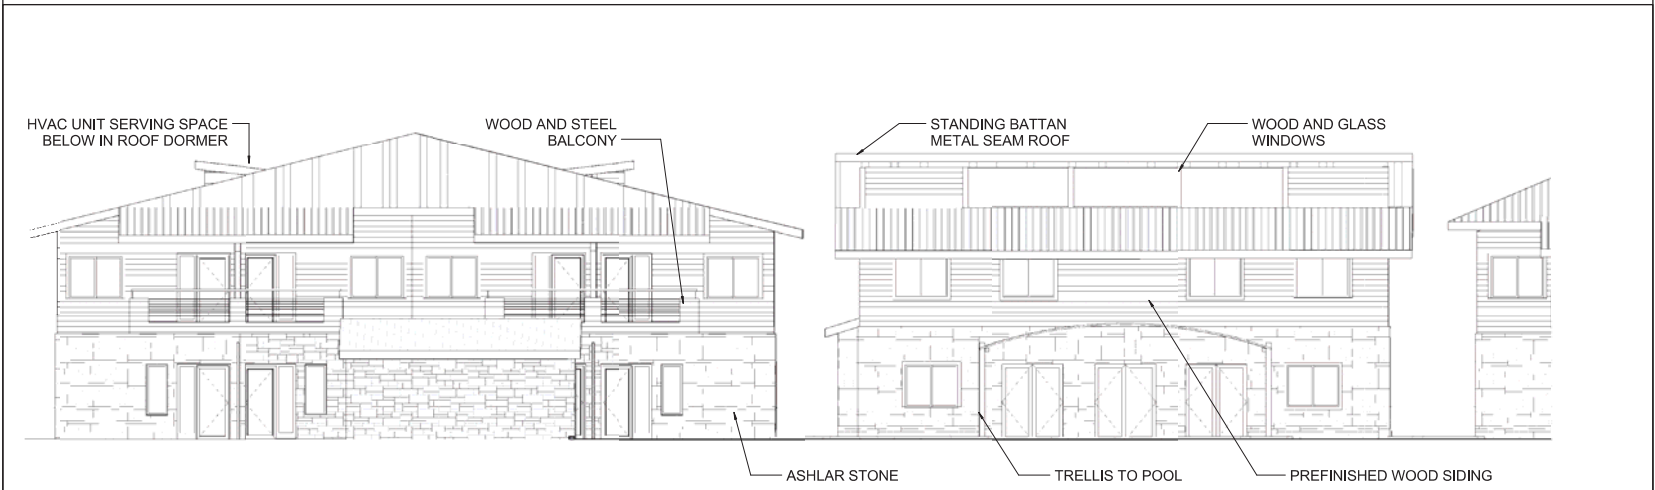 HVAC UNIT SERVING SPACE
BELOW IN ROOF DORMER
WOOD AND STEEL
BALCONY
STANDING BATTAN
METAL SEAM ROOF
WOOD AND GLASS
WINDOWS
ASHLAR STONE
TRELLIS TO POOL
PREFINISHED WOOD SIDING